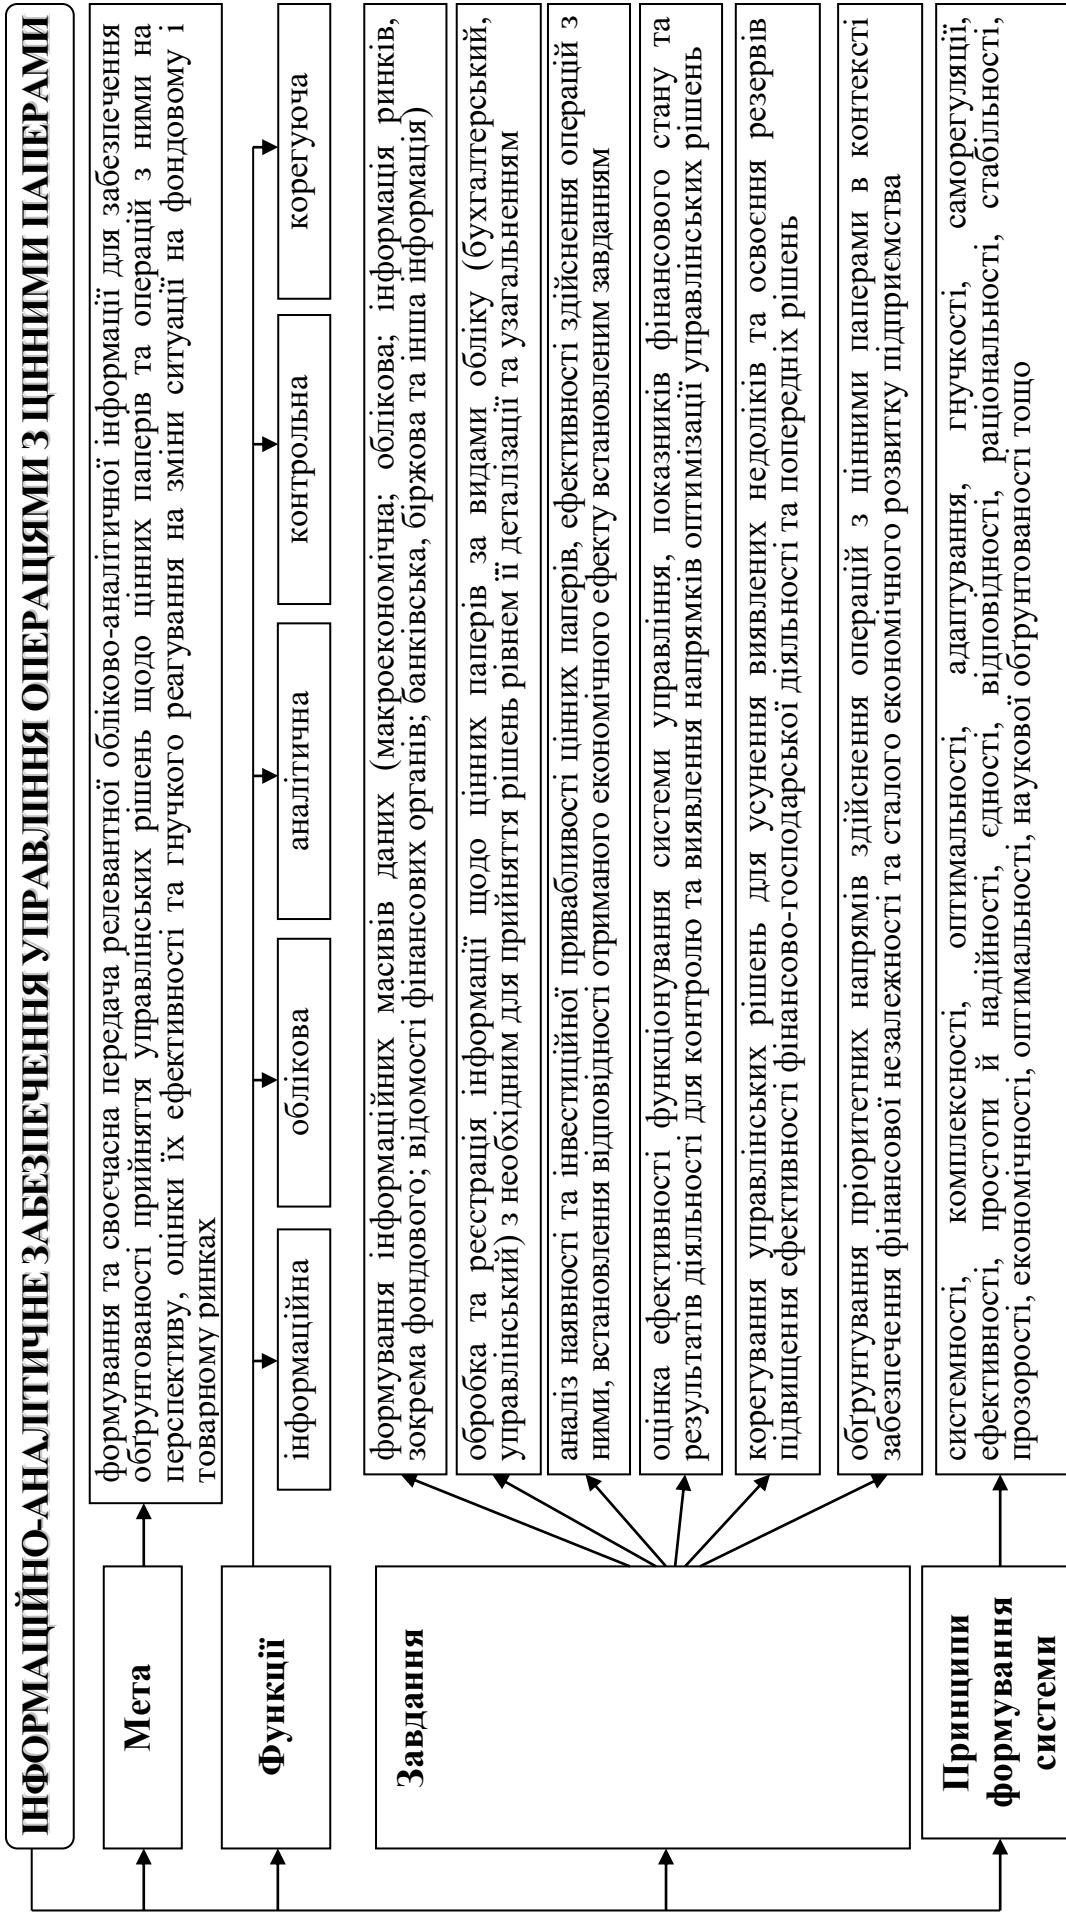 ІНФОРМАЦІЙНО-АНАЛІТИЧНЕ ЗАБЕЗПЕЧЕННЯ УПРАВЛІННЯ ОПЕРАЦІЯМИ З ЦІННИМИ ПАПЕРАМИ
Мета
формування та своєчасна передача релевантної обліково-аналітичної інформації для забезпечення
обґрунтованості прийняття управлінських рішень щодо цінних паперів та операцій з ними на
перспективу, оцінки їх ефективності та гнучкого реагування на зміни ситуації на фондовому і
товарному ринках
Функції
інформаційна
облікова
аналітична
контрольна
корегуюча
Завдання
формування інформаційних масивів даних (макроекономічна; облікова; інформація ринків,
зокрема фондового; відомості фінансових органів; банківська, біржова та інша інформація)
обробка та реєстрація інформації щодо цінних паперів за видами обліку (бухгалтерський,
управлінський) з необхідним для прийняття рішень рівнем її деталізації та узагальненням
аналіз наявності та інвестиційної привабливості цінних паперів, ефективності здійснення операцій з
ними, встановлення відповідності отриманого економічного ефекту встановленим завданням
оцінка ефективності функціонування системи управління, показників фінансового стану та
результатів діяльності для контролю та виявлення напрямків оптимізації управлінських рішень
корегування управлінських рішень для усунення виявлених недоліків та освоєння резервів
підвищення ефективності фінансово-господарської діяльності та попередніх рішень
обґрунтування пріоритетних напрямів здійснення операцій з цінними паперами в контексті
забезпечення фінансової незалежності та сталого економічного розвитку підприємства
Принципи
формування
системи
системності, комплексності, оптимальності, адаптування, гнучкості, саморегуляції,
ефективності, простоти й надійності, єдності, відповідності, раціональності, стабільності,
прозорості, економічності, оптимальності, наукової обґрунтованості тощо